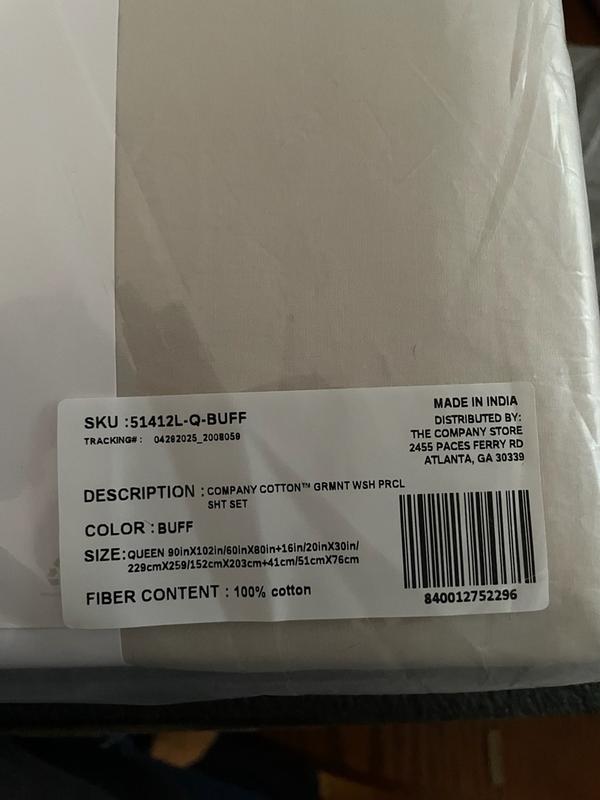 SKU :51412L-Q-BUFF
TRACKING# : 04292025_2008059
MADE IN INDIA
DISTRIBUTED BY:
THE COMPANY STORE
2455 PACES FERRY RD
ATLANTA, GA 30339
DESCRIPTION : COMPANY COTTON™ GRMNT WSH PRCL
SHT SET
COLOR : BUFF
SIZE: QUEEN 90inX102in/60inX80in+16in/20inX30in/
229cmX259/152cmX203cm+41cm/51cmX76cm
FIBER CONTENT : 100% cotton
840012752296